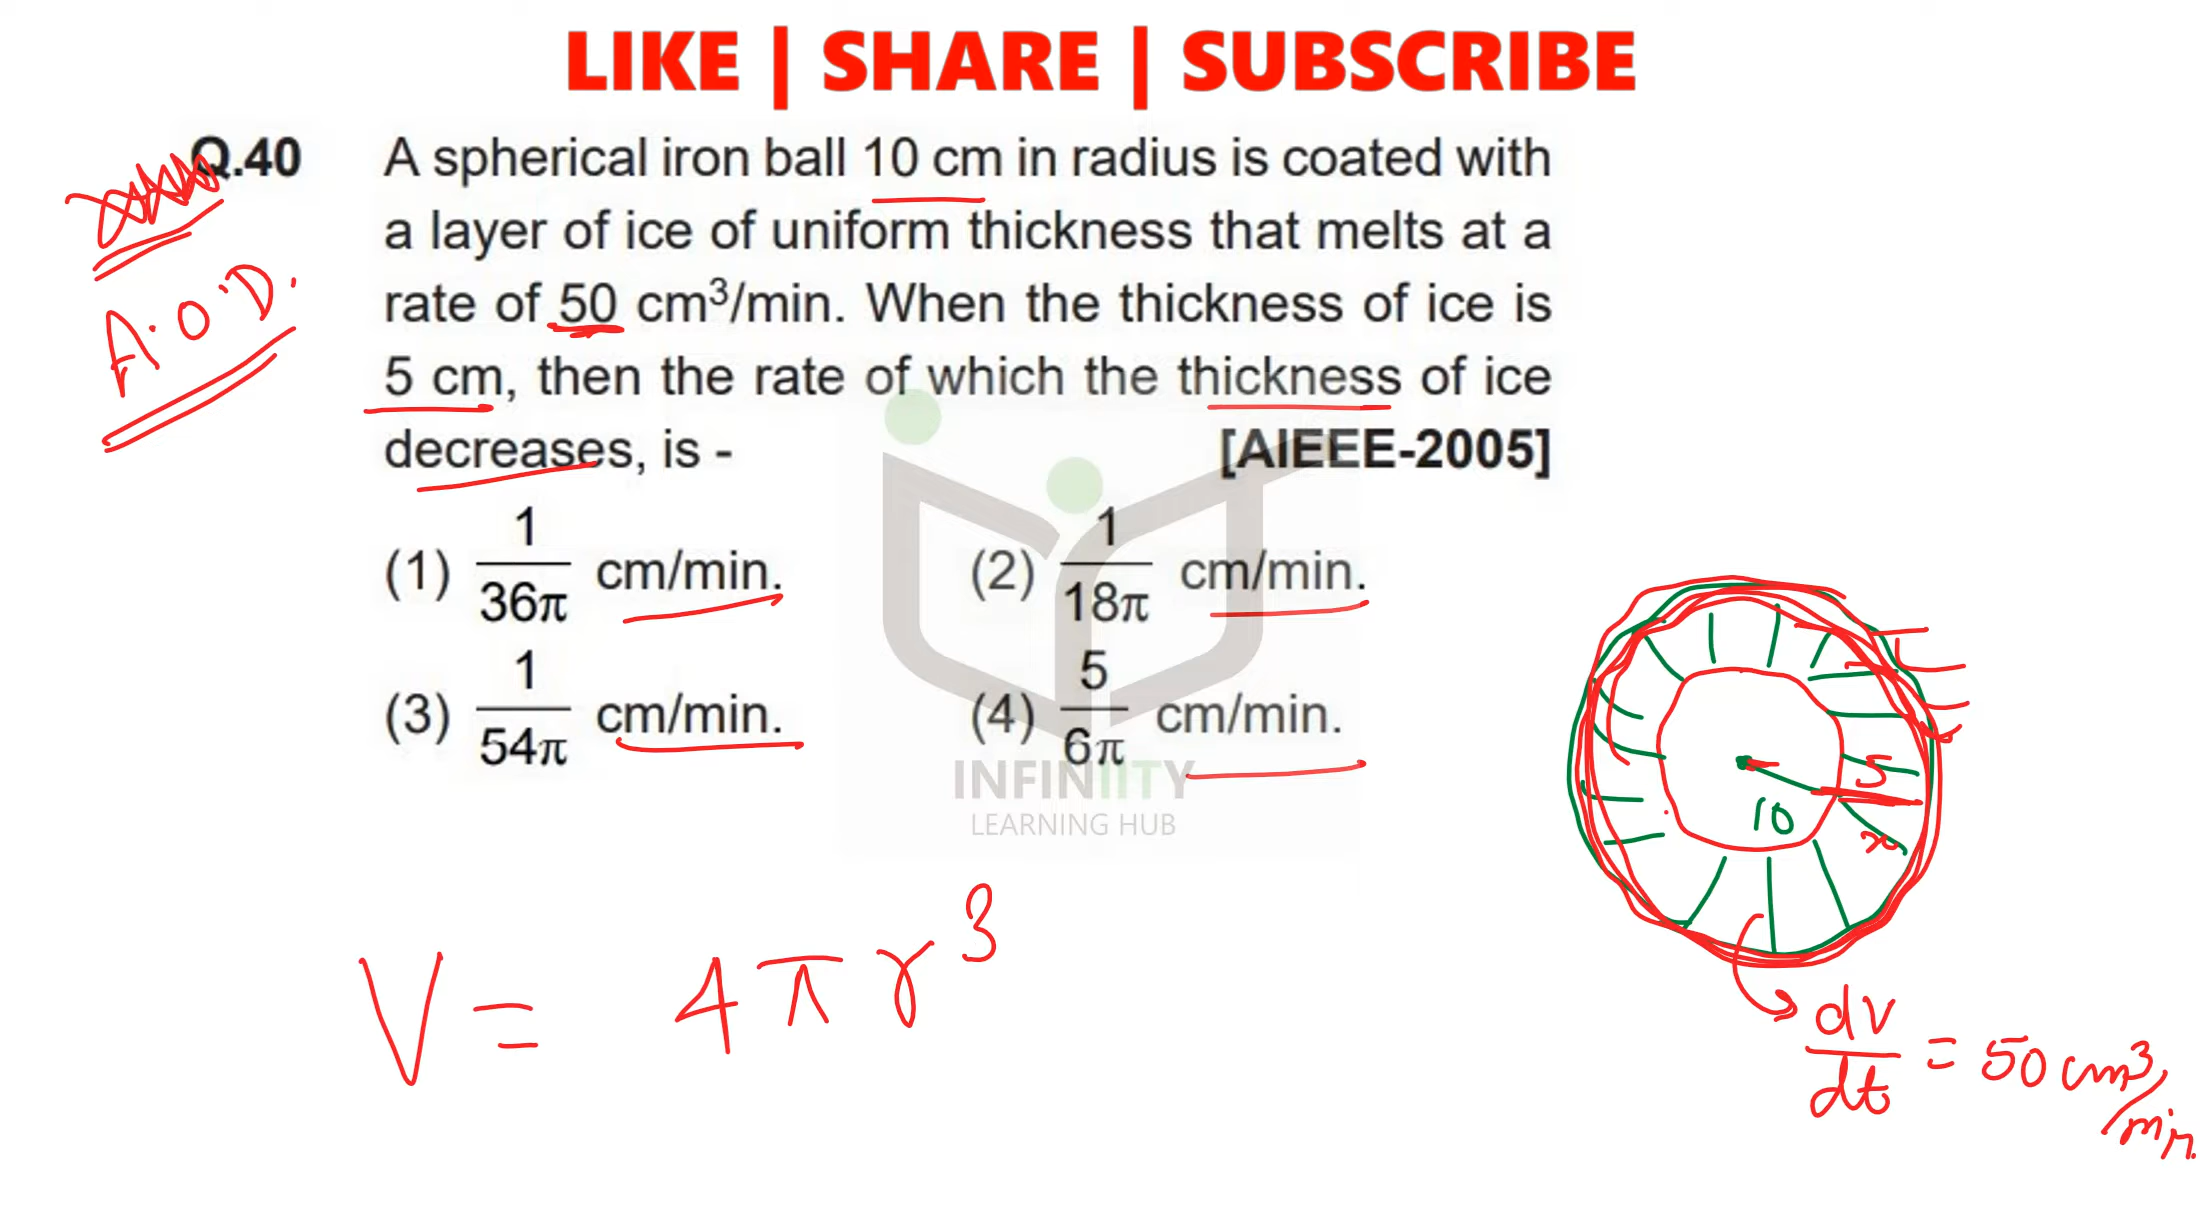 LIKE | SHARE | SUBSCRIBE
Q.40 A spherical iron ball 10 cm in radius is coated with
a layer of ice of uniform thickness that melts at a
rate of 50 cm³/min. When the thickness of ice is
5 cm, then the rate of which the thickness of ice
decreases, is - [AIEEE-2005]
(1) 1/36π cm/min. (2) 1/18π cm/min.
(3) 1/54π cm/min. (4) 5/6π cm/min.
A.O.D.
INFINIITY
LEARNING HUB
5
10
x
V = 4πr³
dv/dt = 50 cm³/min.